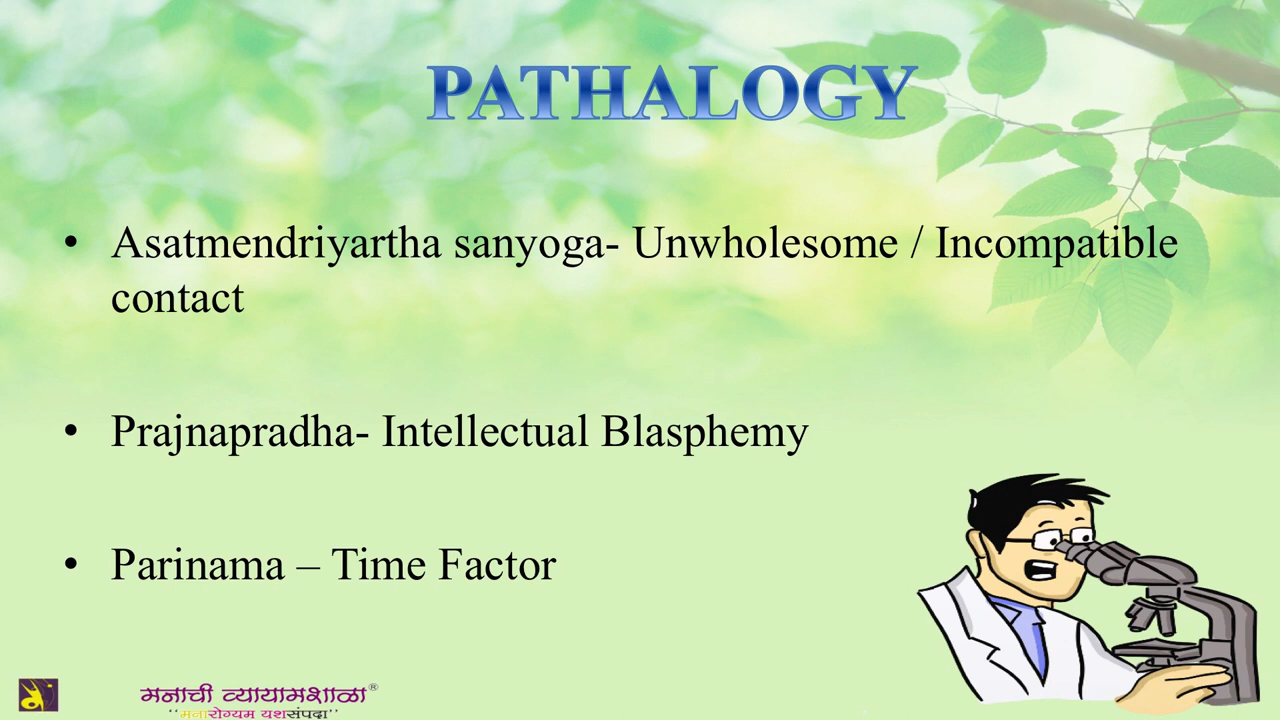 PATHALOGY
• Asatmendriyartha sanyoga- Unwholesome / Incompatible
contact
• Prajnapradha- Intellectual Blasphemy
• Parinama – Time Factor
मनाची व्यायामशाळा®
‘‘मनारोग्यम यशसंपदा’’